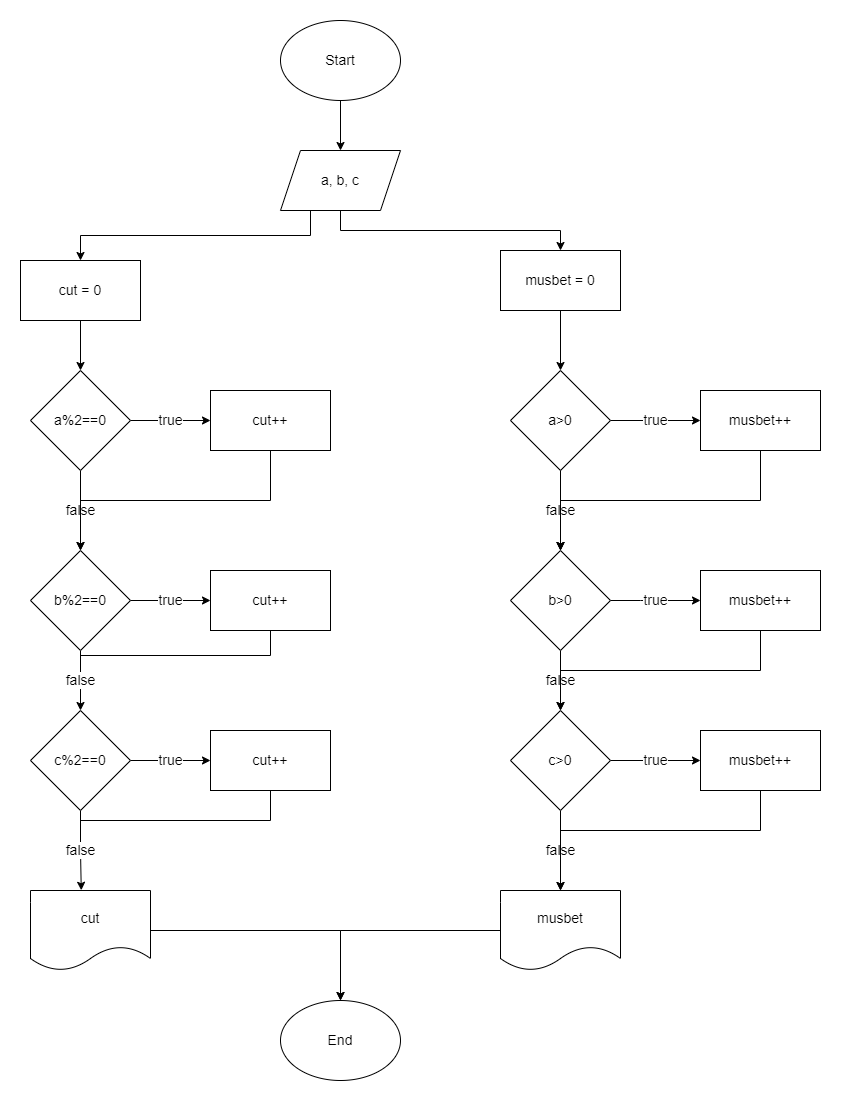 Start
a, b, c
cut = 0
musbet = 0
a%2==0
true
cut++
a>0
true
musbet++
false
false
b%2==0
true
cut++
b>0
true
musbet++
false
false
c%2==0
true
cut++
c>0
true
musbet++
false
false
cut
musbet
End